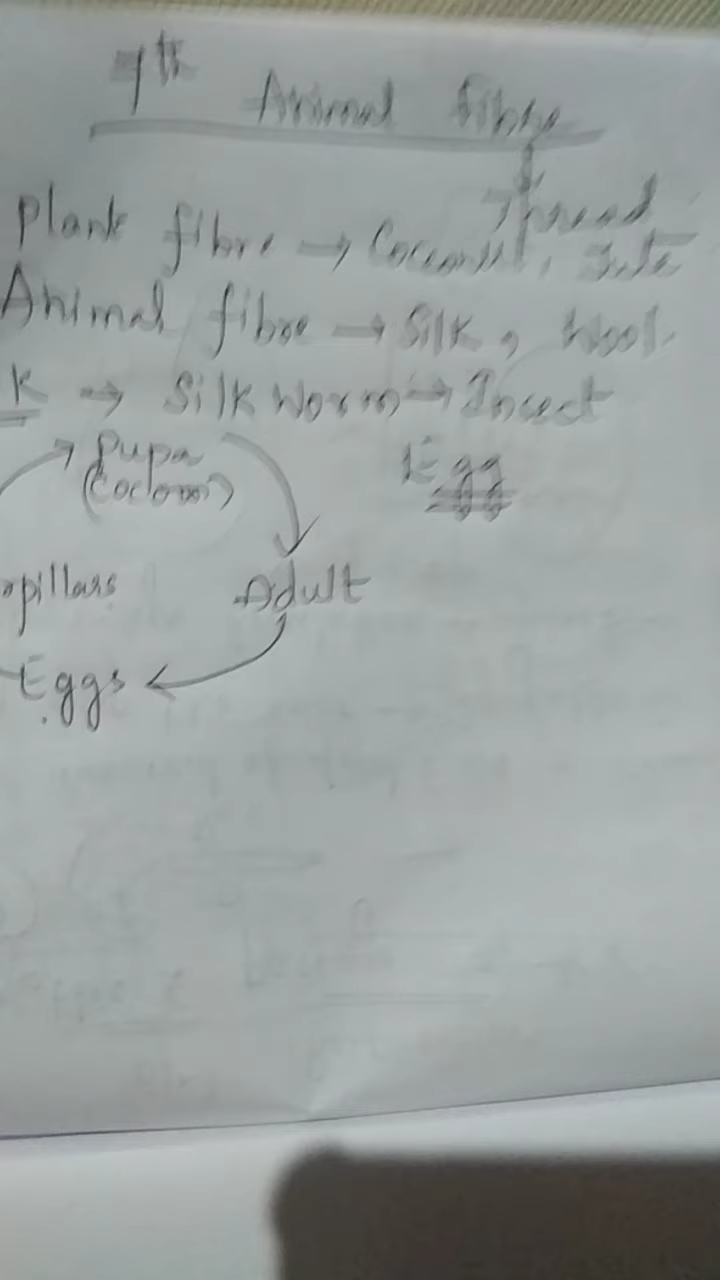 7th Animal fibre
Thread
Plant fibre → Coconut, Jute
Animal fibre → Silk, Wool
K → Silk Worm → Insect
Pupa Egg
(Cocoon)
pillars Adult
Eggs